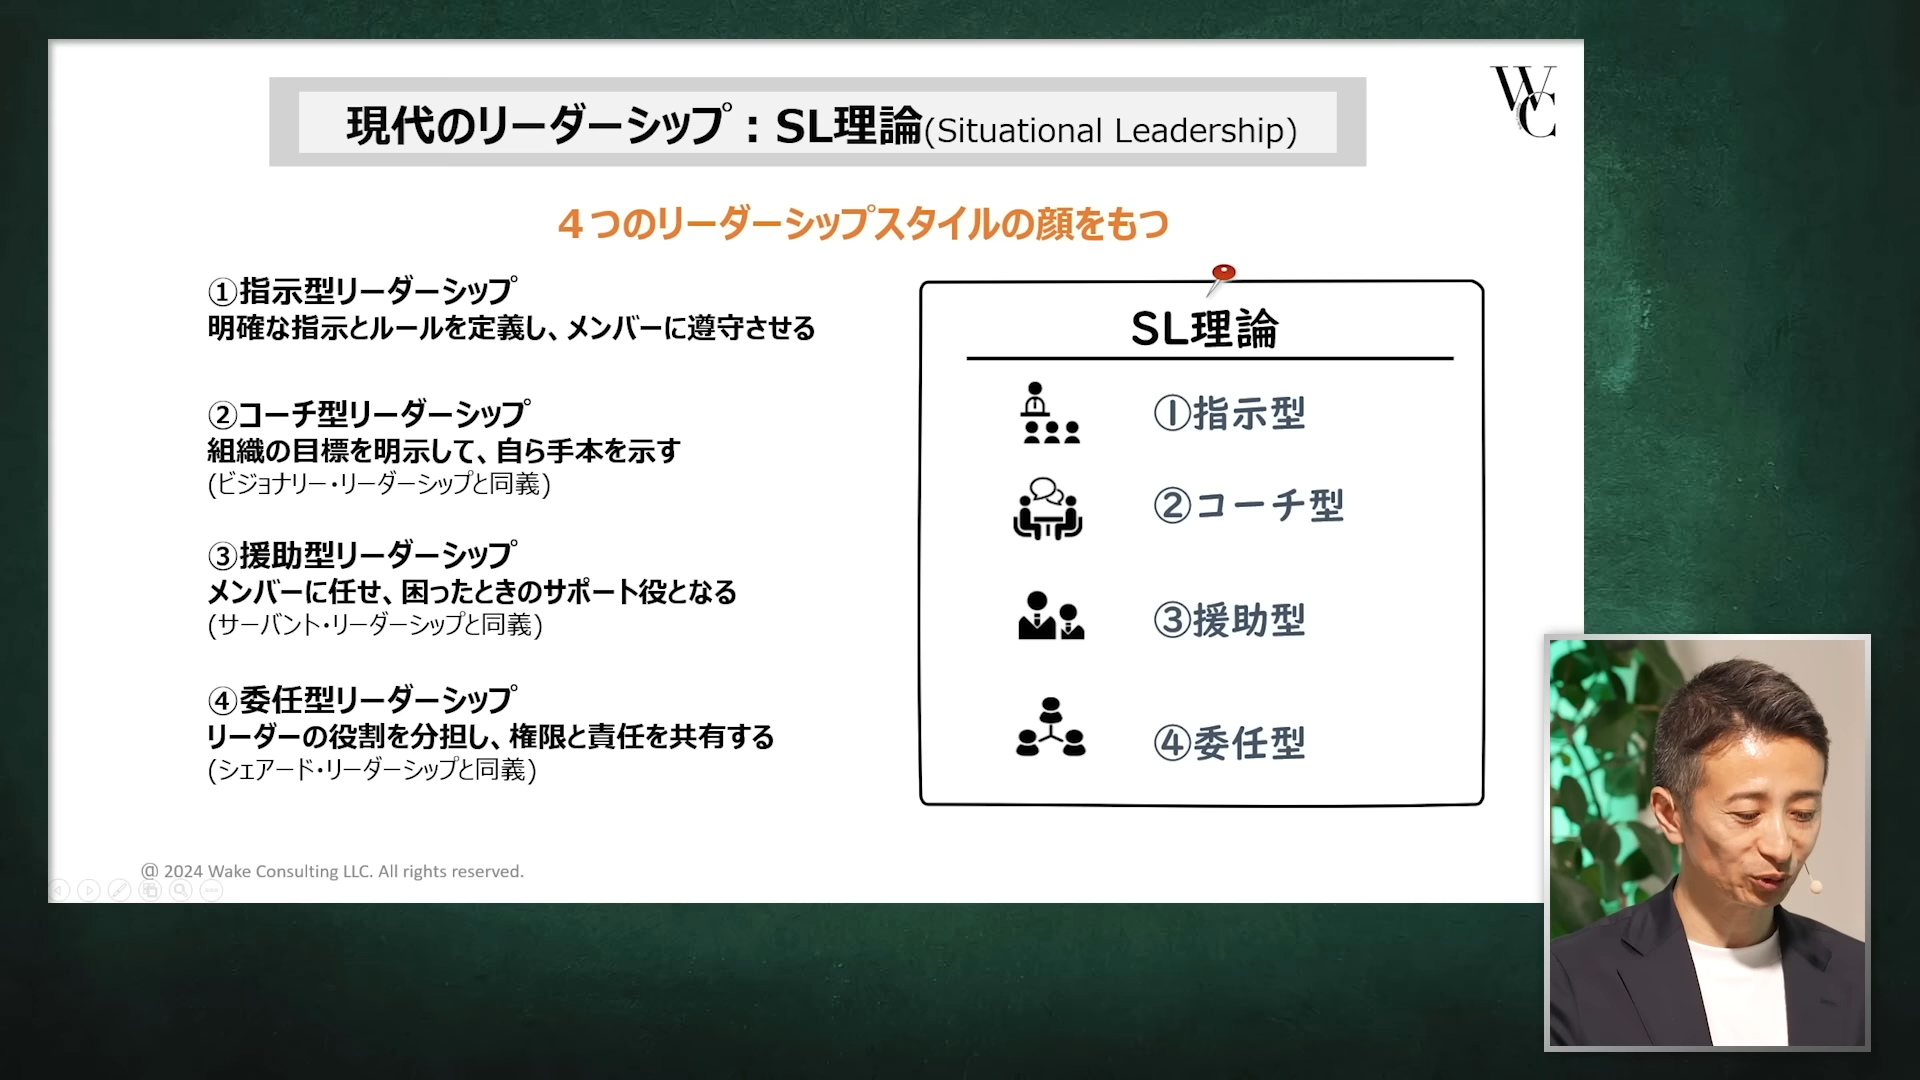 現代のリーダーシップ：SL理論(Situational Leadership)
WC
４つのリーダーシップスタイルの顔をもつ
①指示型リーダーシップ
明確な指示とルールを定義し、メンバーに遵守させる
②コーチ型リーダーシップ
組織の目標を明示して、自ら手本を示す
(ビジョナリー・リーダーシップと同義)
③援助型リーダーシップ
メンバーに任せ、困ったときのサポート役となる
(サーバント・リーダーシップと同義)
④委任型リーダーシップ
リーダーの役割を分担し、権限と責任を共有する
(シェアード・リーダーシップと同義)
SL理論
①指示型
②コーチ型
③援助型
④委任型
@ 2024 Wake Consulting LLC. All rights reserved.